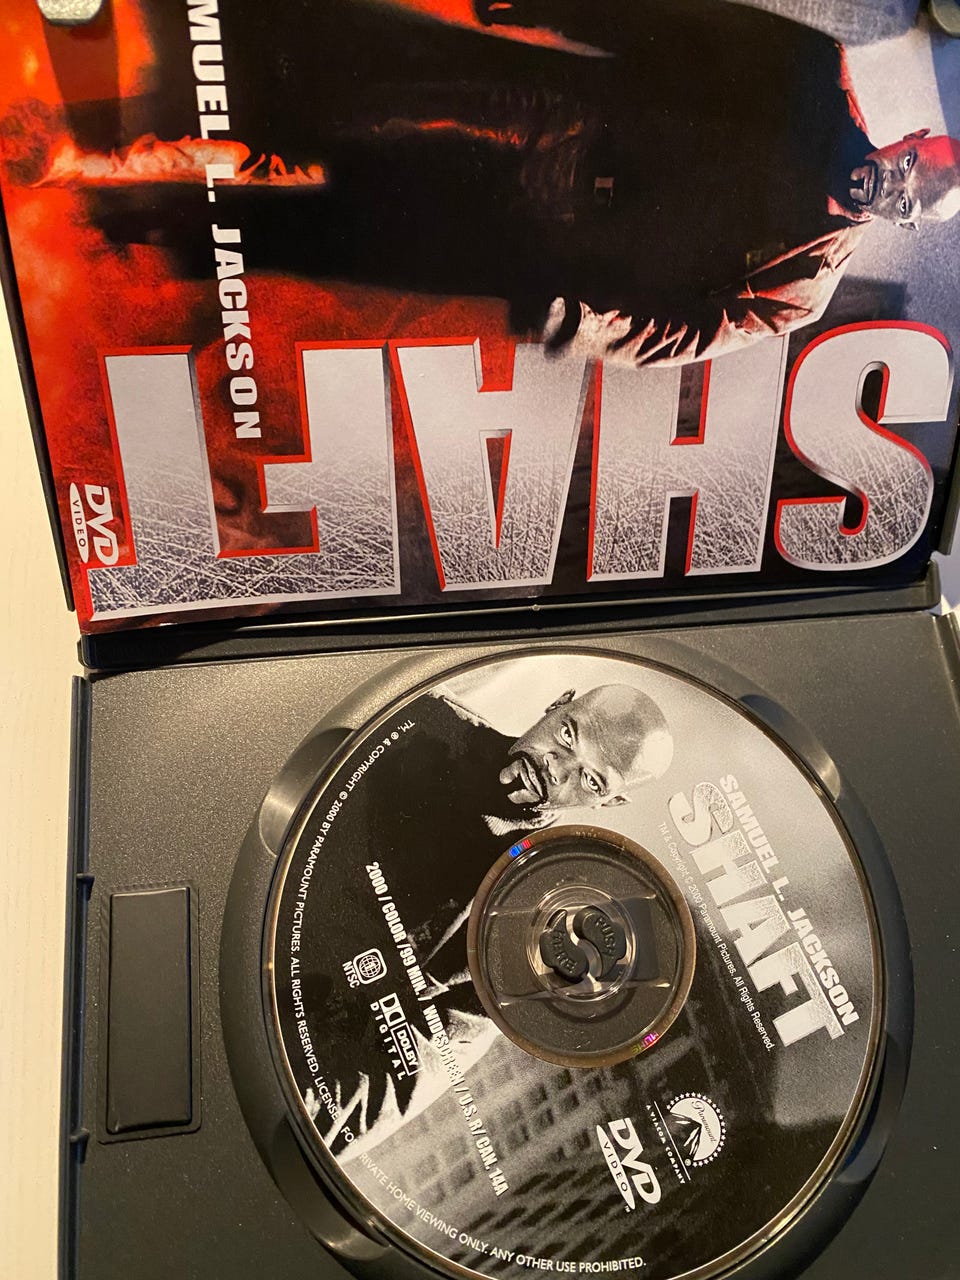 MUEL L. JACKSON
SHAFT
DVD
VIDEO
SAMUEL L. JACKSON
SHAFT
TM & Copyright © 2000 Paramount Pictures. All Rights Reserved.
2000 / COLOR / 99 MIN. / WIDESCREEN / U.S. R / CAN. 14A
NTSC
DOLBY
DIGITAL
PUSH
Paramount
A VIACOM COMPANY
DVD
VIDEO
TM, ® & COPYRIGHT © 2000 BY PARAMOUNT PICTURES. ALL RIGHTS RESERVED. LICENSED FOR PRIVATE HOME VIEWING ONLY. ANY OTHER USE PROHIBITED.